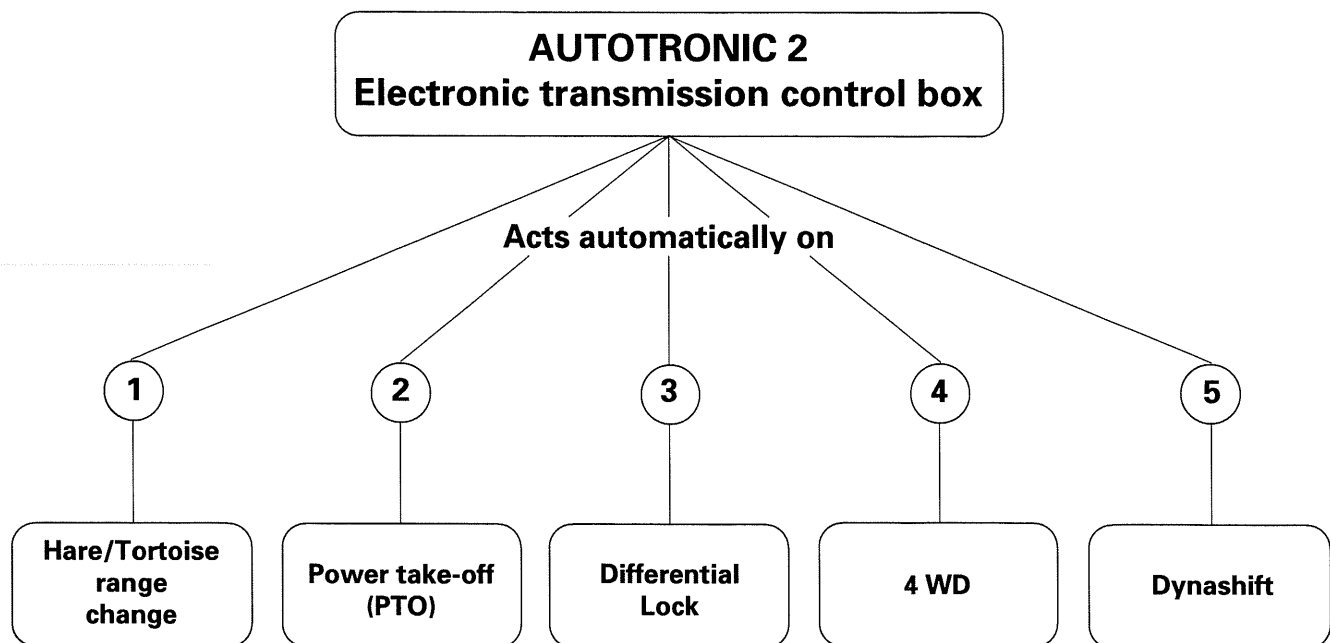 AUTOTRONIC 2
Electronic transmission control box
Acts automatically on
1
2
3
4
5
Hare/Tortoise
range
change
Power take-off
(PTO)
Differential
Lock
4 WD
Dynashift